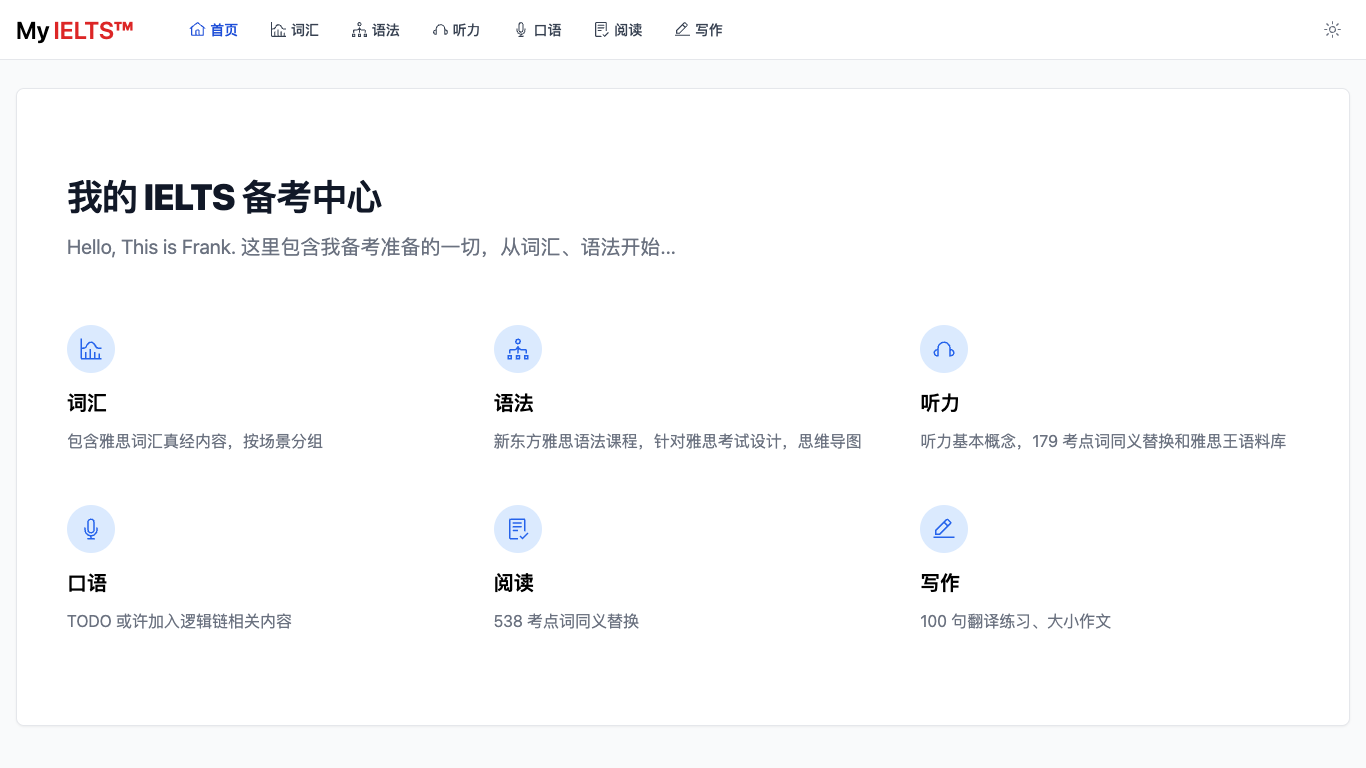 My IELTS™ 首页 词汇 语法 听力 口语 阅读 写作
我的 IELTS 备考中心
Hello, This is Frank. 这里包含我备考准备的一切，从词汇、语法开始...
词汇
包含雅思词汇真经内容，按场景分组
语法
新东方雅思语法课程，针对雅思考试设计，思维导图
听力
听力基本概念，179 考点词同义替换和雅思王语料库
口语
TODO 或许加入逻辑链相关内容
阅读
538 考点词同义替换
写作
100 句翻译练习、大小作文